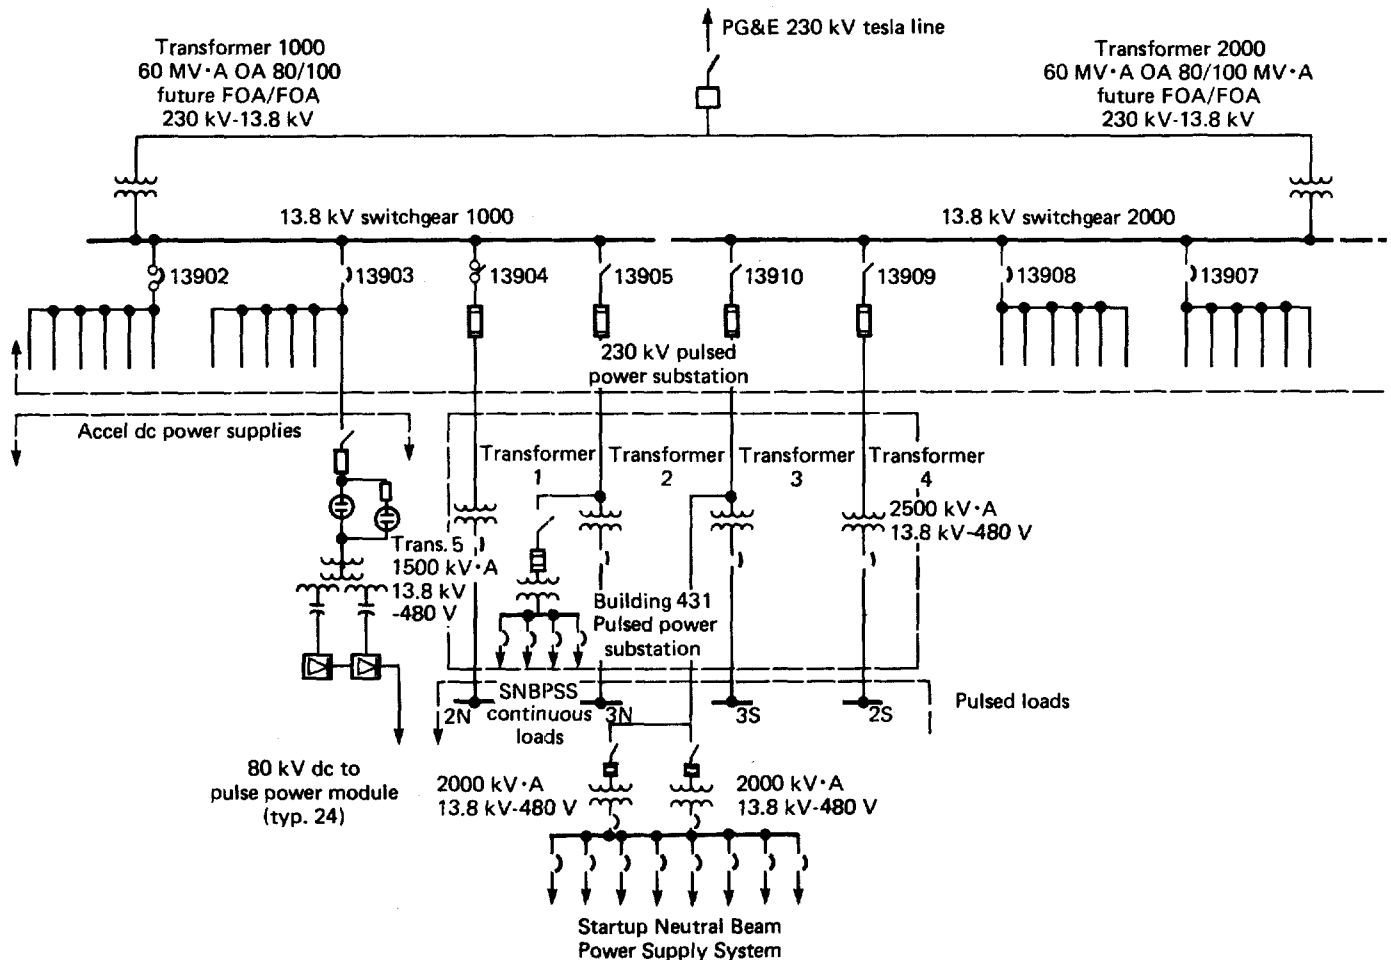 PG&E 230 kV tesla line
Transformer 1000
60 MV·A OA 80/100
future FOA/FOA
230 kV-13.8 kV
Transformer 2000
60 MV·A OA 80/100 MV·A
future FOA/FOA
230 kV-13.8 kV
13.8 kV switchgear 1000
13.8 kV switchgear 2000
13902
13903
13904
13905
13910
13909
13908
13907
230 kV pulsed
power substation
Accel dc power supplies
Transformer
1
Transformer
2
Transformer
3
Transformer
4
2500 kV·A
13.8 kV-480 V
Trans. 5
1500 kV·A
13.8 kV
-480 V
Building 431
Pulsed power
substation
2N
SNBPSS
continuous
loads
3N
3S
2S
Pulsed loads
80 kV dc to
pulse power module
(typ. 24)
2000 kV·A
13.8 kV-480 V
2000 kV·A
13.8 kV-480 V
Startup Neutral Beam
Power Supply System